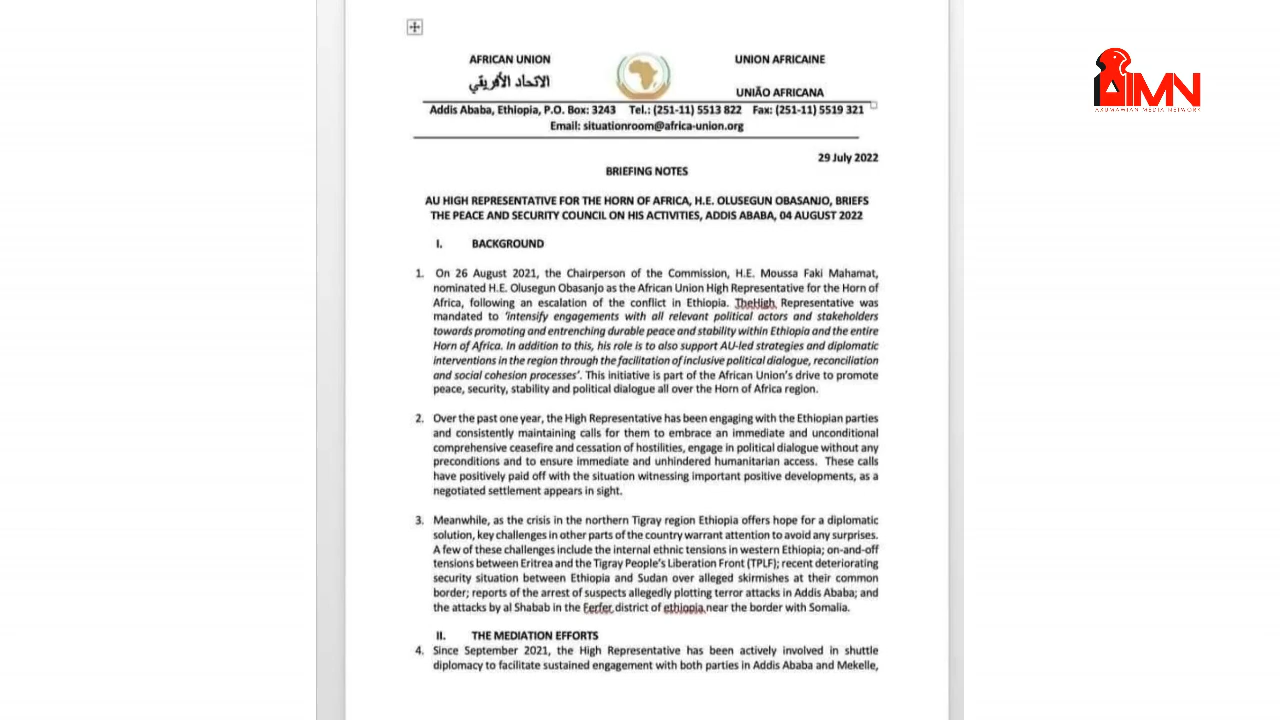 AFRICAN UNION
UNION AFRICAINE
الاتحاد الأفريقي
UNIÃO AFRICANA
Addis Ababa, Ethiopia, P.O. Box: 3243 Tel.: (251-11) 5513 822 Fax: (251-11) 5519 321
Email: situationroom@africa-union.org
29 July 2022
BRIEFING NOTES
AU HIGH REPRESENTATIVE FOR THE HORN OF AFRICA, H.E. OLUSEGUN OBASANJO, BRIEFS
THE PEACE AND SECURITY COUNCIL ON HIS ACTIVITIES, ADDIS ABABA, 04 AUGUST 2022
I. BACKGROUND
1. On 26 August 2021, the Chairperson of the Commission, H.E. Moussa Faki Mahamat,
nominated H.E. Olusegun Obasanjo as the African Union High Representative for the Horn of
Africa, following an escalation of the conflict in Ethiopia. TheHigh Representative was
mandated to 'intensify engagements with all relevant political actors and stakeholders
towards promoting and entrenching durable peace and stability within Ethiopia and the entire
Horn of Africa. In addition to this, his role is to also support AU-led strategies and diplomatic
interventions in the region through the facilitation of inclusive political dialogue, reconciliation
and social cohesion processes'. This initiative is part of the African Union's drive to promote
peace, security, stability and political dialogue all over the Horn of Africa region.
2. Over the past one year, the High Representative has been engaging with the Ethiopian parties
and consistently maintaining calls for them to embrace an immediate and unconditional
comprehensive ceasefire and cessation of hostilities, engage in political dialogue without any
preconditions and to ensure immediate and unhindered humanitarian access. These calls
have positively paid off with the situation witnessing important positive developments, as a
negotiated settlement appears in sight.
3. Meanwhile, as the crisis in the northern Tigray region Ethiopia offers hope for a diplomatic
solution, key challenges in other parts of the country warrant attention to avoid any surprises.
A few of these challenges include the internal ethnic tensions in western Ethiopia; on-and-off
tensions between Eritrea and the Tigray People's Liberation Front (TPLF); recent deteriorating
security situation between Ethiopia and Sudan over alleged skirmishes at their common
border; reports of the arrest of suspects allegedly plotting terror attacks in Addis Ababa; and
the attacks by al Shabab in the Ferfer district of ethiopia near the border with Somalia.
II. THE MEDIATION EFFORTS
4. Since September 2021, the High Representative has been actively involved in shuttle
diplomacy to facilitate sustained engagement with both parties in Addis Ababa and Mekelle,
AIMN
AXUMAWIAN MEDIA NETWORK